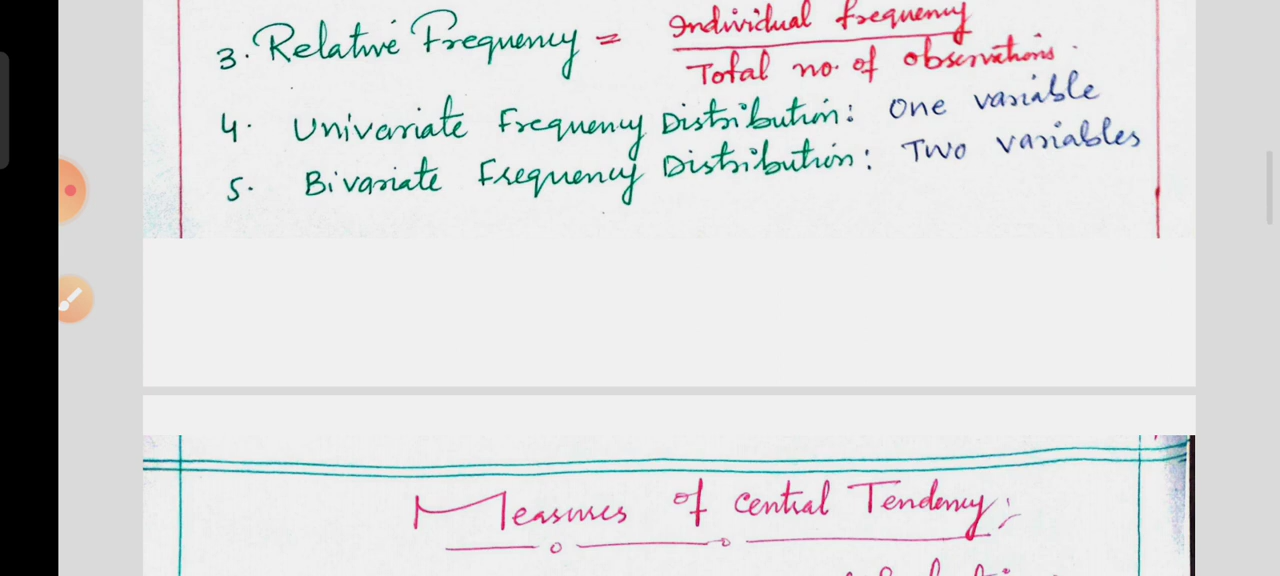 Individual frequency
3. Relative Frequency =
Total no. of observations.
4. Univariate Frequency Distribution: One variable
5. Bivariate Frequency Distribution: Two variables
Measures of Central Tendency: